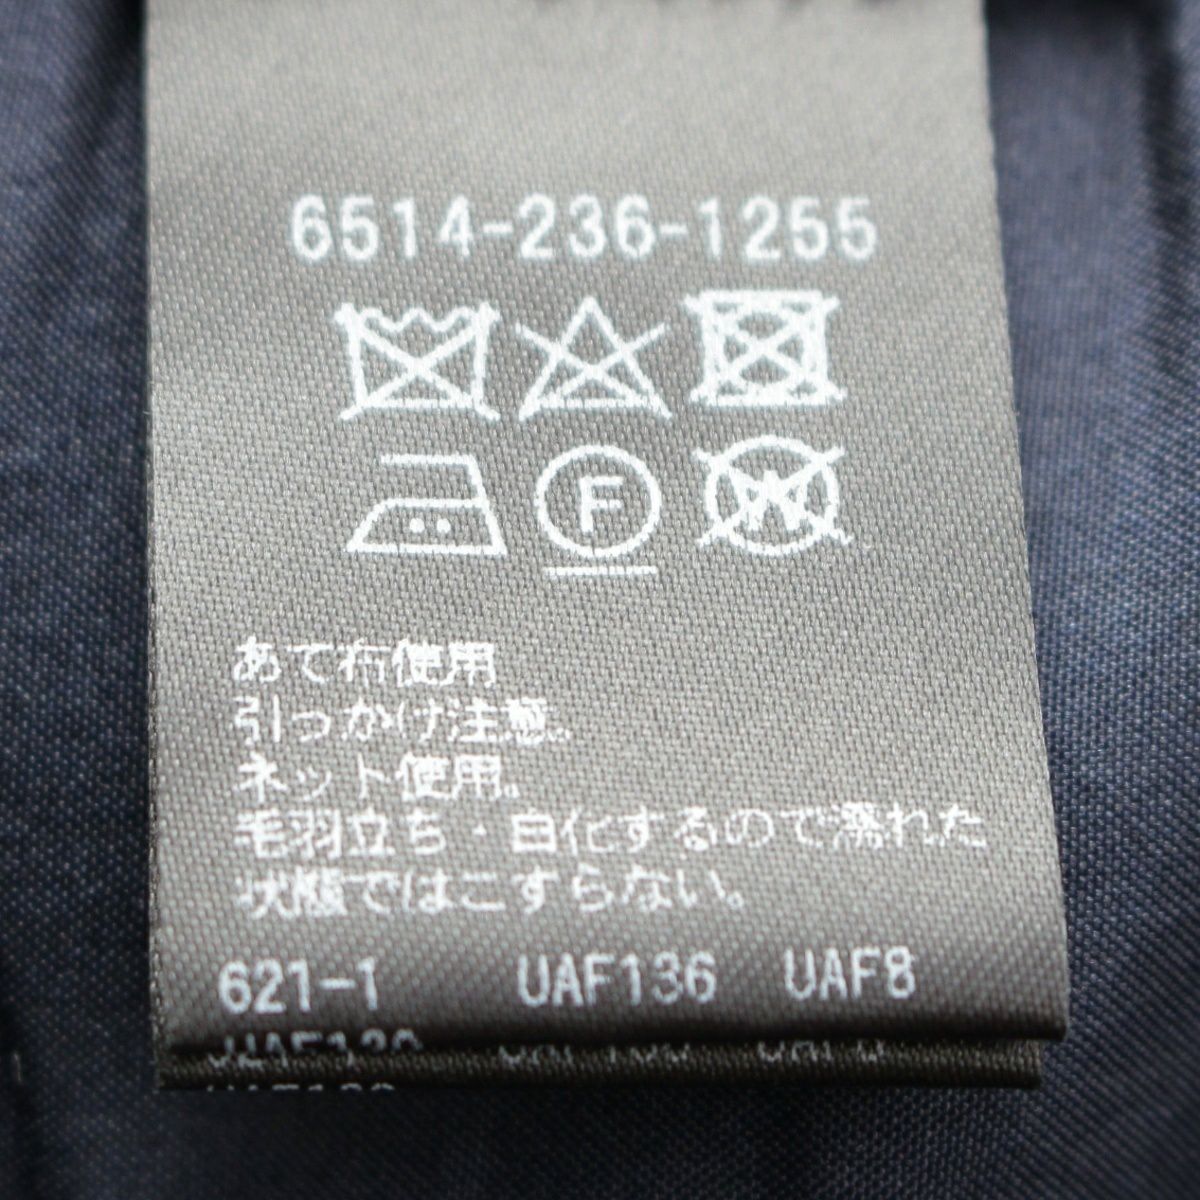 6514-236-1255
F
W
あて布使用
引っかけ注意。
ネット使用。
毛羽立ち・白化するので濡れた
状態ではこすらない。
621-1 UAF136 UAF8